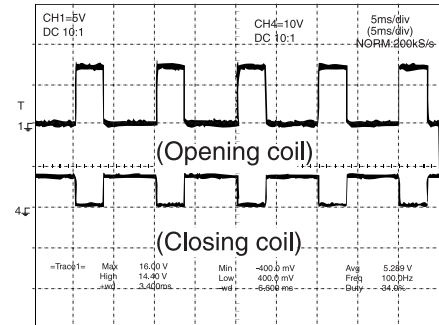 CH1=5V CH4=10V 5ms/div
DC 10:1 DC 10:1 (5ms/div)
NORM:200kS/s
T
1
(Opening coil)
4
(Closing coil)
=Trace1= Max 16.00 V Min -400.0 mV Avg 5.289 V
High 14.40 V Low 400.0 mV Freq 100.0Hz
+wd 3.400ms -wd 6.600 ms Duty 34.0%